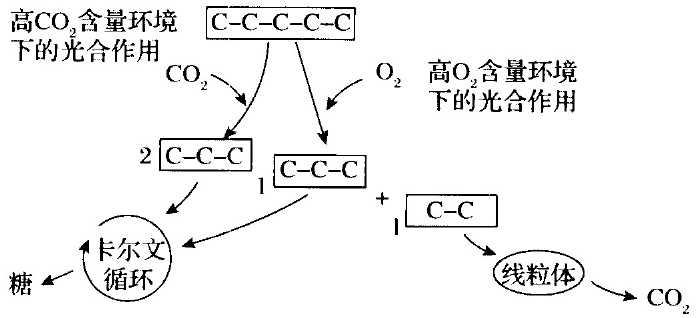 高CO₂含量环境
下的光合作用
C–C–C–C–C
CO₂
O₂
高O₂含量环境
下的光合作用
2 C–C–C
1 C–C–C
+
1 C–C
卡尔文
循环
糖
线粒体
CO₂